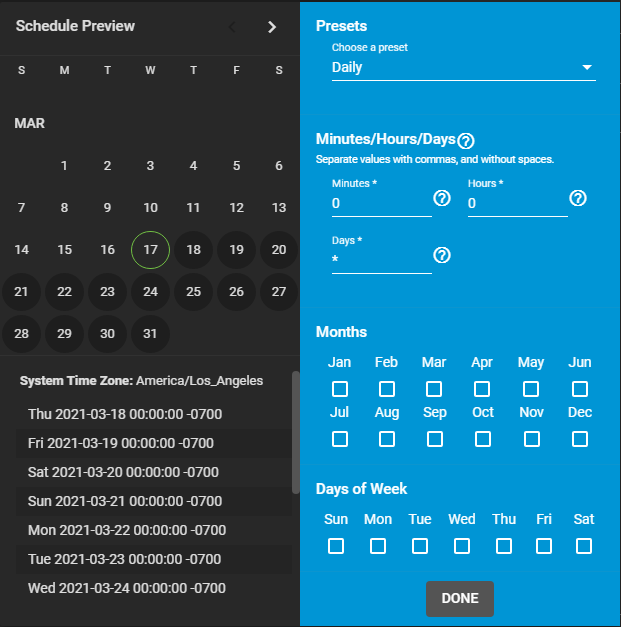 Schedule Preview
S M T W T F S
MAR
1 2 3 4 5 6
7 8 9 10 11 12 13
14 15 16 17 18 19 20
21 22 23 24 25 26 27
28 29 30 31
System Time Zone: America/Los_Angeles
Thu 2021-03-18 00:00:00 -0700
Fri 2021-03-19 00:00:00 -0700
Sat 2021-03-20 00:00:00 -0700
Sun 2021-03-21 00:00:00 -0700
Mon 2021-03-22 00:00:00 -0700
Tue 2021-03-23 00:00:00 -0700
Wed 2021-03-24 00:00:00 -0700
Presets
Choose a preset
Daily
Minutes/Hours/Days
Separate values with commas, and without spaces.
Minutes * Hours *
0 0
Days *
*
Months
Jan Feb Mar Apr May Jun
Jul Aug Sep Oct Nov Dec
Days of Week
Sun Mon Tue Wed Thu Fri Sat
DONE